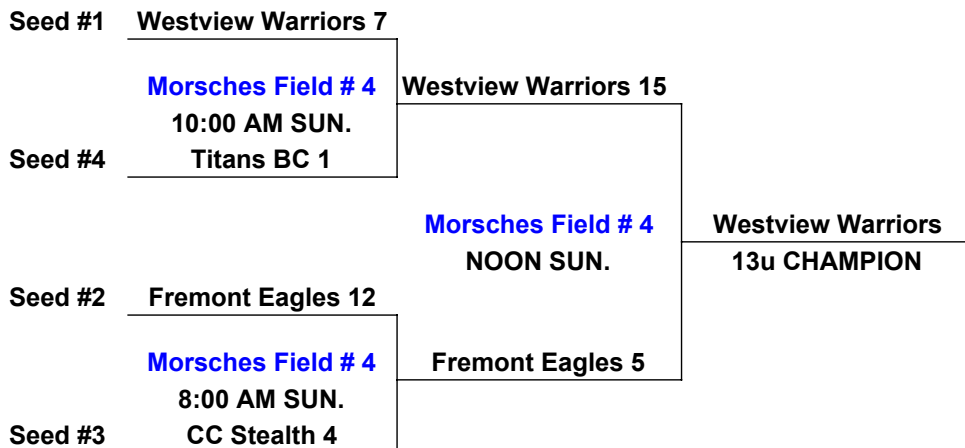 Seed #1 Westview Warriors 7
Morsches Field # 4 Westview Warriors 15
10:00 AM SUN.
Seed #4 Titans BC 1
Morsches Field # 4 Westview Warriors
NOON SUN. 13u CHAMPION
Seed #2 Fremont Eagles 12
Morsches Field # 4 Fremont Eagles 5
8:00 AM SUN.
Seed #3 CC Stealth 4